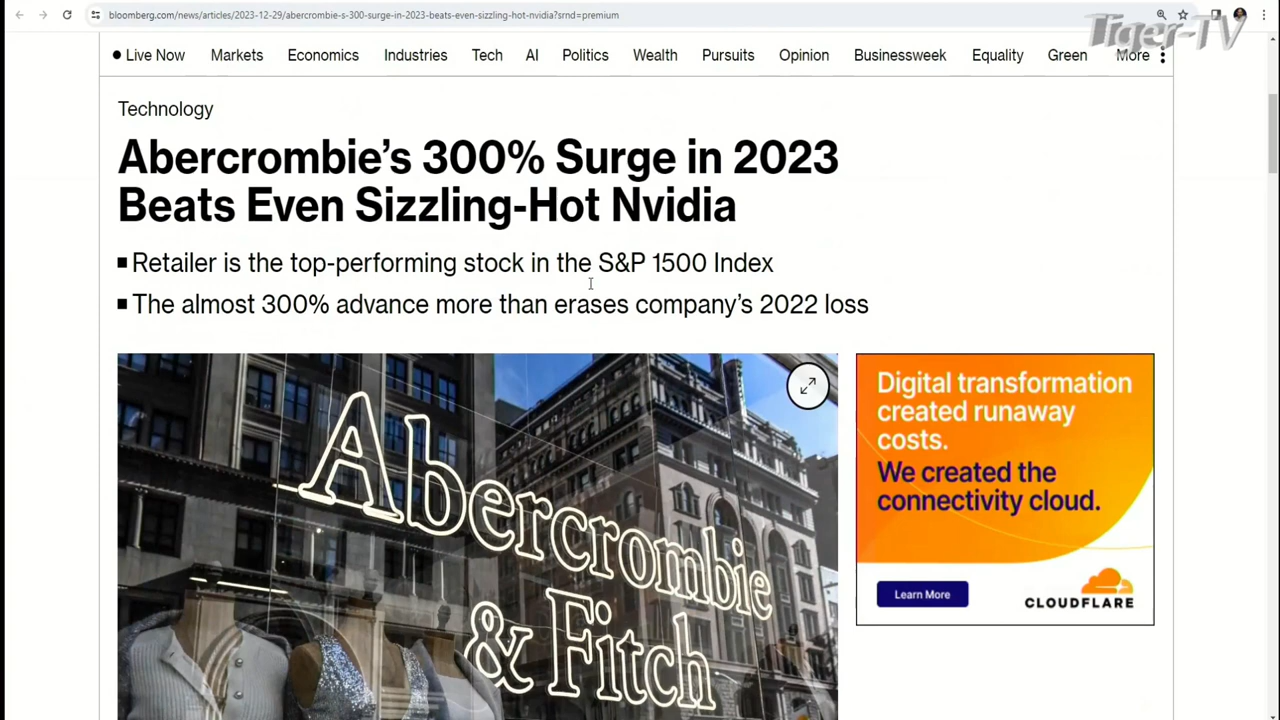 bloomberg.com/news/articles/2023-12-29/abercrombie-s-300-surge-in-2023-beats-even-sizzling-hot-nvidia?srnd=premium
Tiger-TV
Live Now Markets Economics Industries Tech AI Politics Wealth Pursuits Opinion Businessweek Equality Green More
Technology
Abercrombie’s 300% Surge in 2023
Beats Even Sizzling-Hot Nvidia
Retailer is the top-performing stock in the S&P 1500 Index
The almost 300% advance more than erases company’s 2022 loss
Abercrombie
& Fitch
Digital transformation
created runaway
costs.
We created the
connectivity cloud.
Learn More
CLOUDFLARE